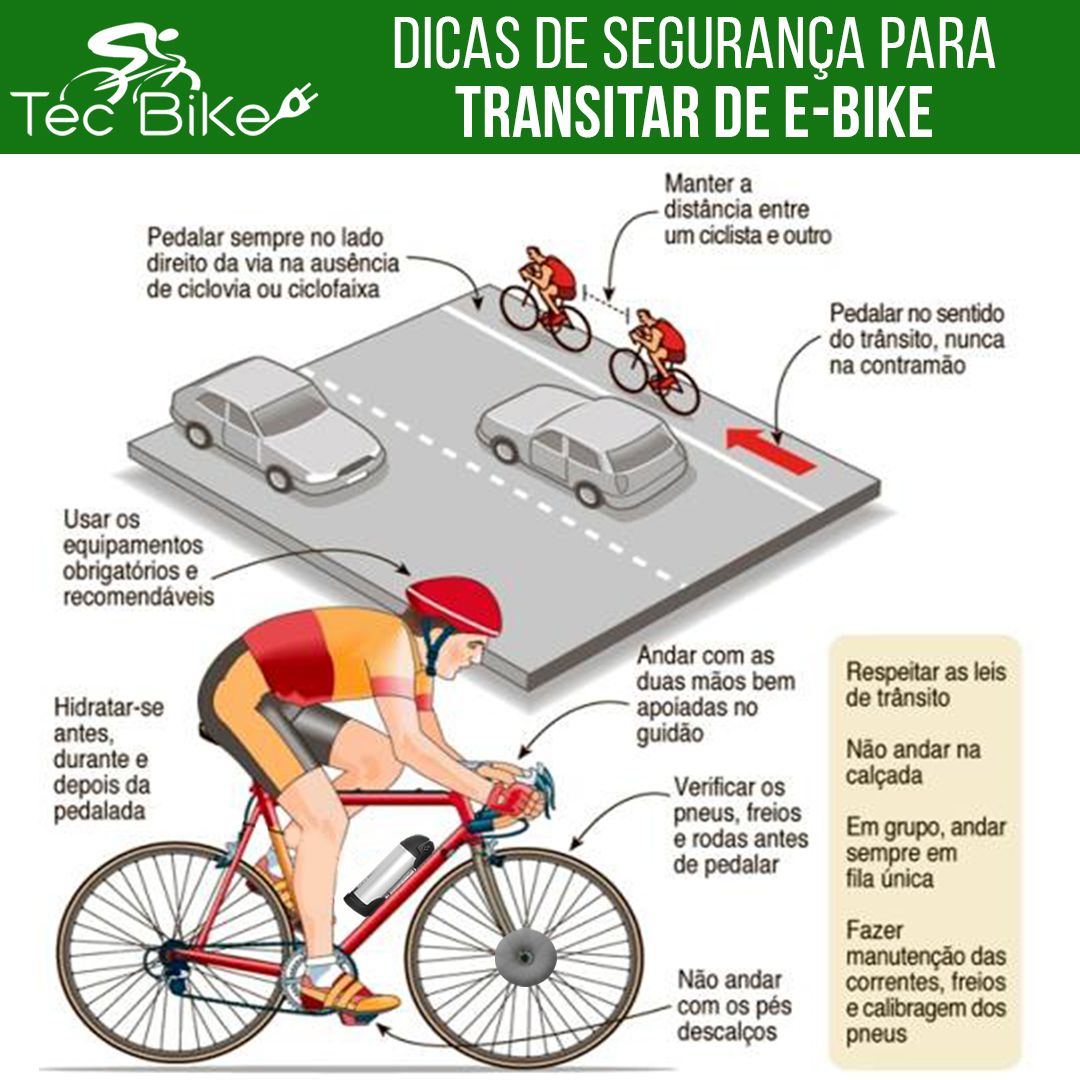 Tec Bike
DICAS DE SEGURANÇA PARA
TRANSITAR DE E-BIKE
Manter a
distância entre
um ciclista e outro
Pedalar sempre no lado
direito da via na ausência
de ciclovia ou ciclofaixa
Pedalar no sentido
do trânsito, nunca
na contramão
Usar os
equipamentos
obrigatórios e
recomendáveis
Andar com as
duas mãos bem
apoiadas no
guidão
Hidratar-se
antes,
durante e
depois da
pedalada
Verificar os
pneus, freios
e rodas antes
de pedalar
Não andar
com os pés
descalços
Respeitar as leis
de trânsito
Não andar na
calçada
Em grupo, andar
sempre em
fila única
Fazer
manutenção das
correntes, freios
e calibragem dos
pneus